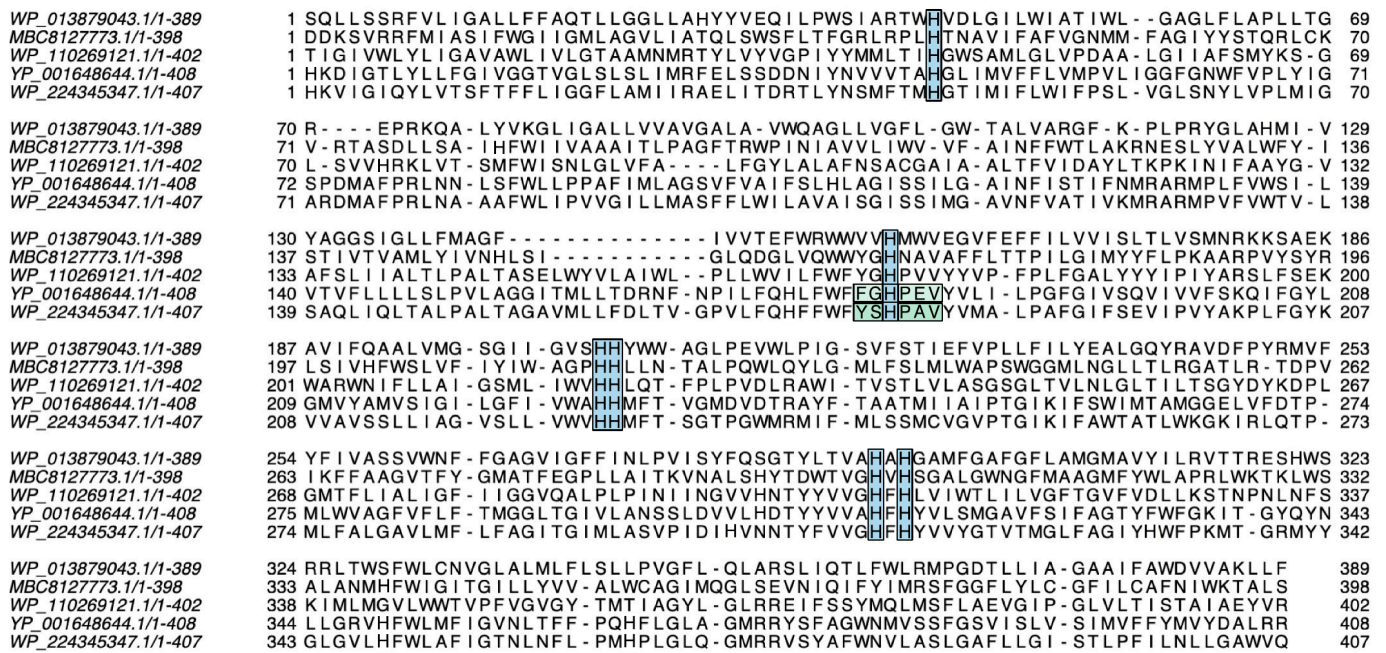 WP_013879043.1/1-389 1 SQLLSSRFVLIGALLFFAQTLLGGLLAHYYVEQILPWSIARTWHVDLGILWIATIWL--GAGLFLAPLLTG 69
MBC8127773.1/1-398 1 DDKSVRRFMIASIFWGIIGMLAGVLIATQLSWSFLTFGRLRPLHTNAVIFAFVGNMMM-FAGIYYSTQRLCK 70
WP_110269121.1/1-402 1 TIGIVWLYLIGAVAWLIVLGTAAMNMRTYLVYGPIYYMMLTIHGWSAMLGLVPDAA-LGIIAFSMYKS-G 69
YP_001648644.1/1-408 1 HKDIGTLYLLFGIVGGTVGLSLSLIMRFELSSDDNIYNVVVTAHGLIMVFFLVMPVLIGGFGNWFVPLYIG 71
WP_224345347.1/1-407 1 HKVIGIQYLVTSFTFFLIGGFLAMIIRAELITDRTLYNSMFTMHGTIMIFLWIFPSL-VGLSNYLVPLMIG 70
WP_013879043.1/1-389 70 R----EPRKQA-LYVKGLIGALLVVAVGALA-VWQAGLLVGFL-GW-TALVARGF-K-PLPRYGLAHMI-V 129
MBC8127773.1/1-398 71 V-RTASDLLSA-IHFWIIVAAAITLPAGFTRWPINIAVVLIWV-VF-AINFFWTLAKRNESLYVALWFY-I 136
WP_110269121.1/1-402 70 L-SVVHRKLVT-SMFWISNLGLVFA----LFGYLALAFNSACGAIA-ALTFVIDAYLTKPKINIFAAYG-V 132
YP_001648644.1/1-408 72 SPDMAFPRLNN-LSFWLLPPAFIMLAGSVFVFVAIFSLHLAGISSILG-AINFISTIFNMRARMPLFVWSI-L 139
WP_224345347.1/1-407 71 ARDMAFPRLNA-AAFWLIPVVGILLMASFFLWILAVAISGISSIMG-AVNFVATIVKMRARMPVFVWTV-L 138
WP_013879043.1/1-389 130 YAGGSIGLLFMAGF--------------IVVTEFWRWWVVHMWVEGVFEFFILVVISLTLVSMNRKKSAEK 186
MBC8127773.1/1-398 137 STIVTVAMLYIVNHLSI-----------GLQDGLVQWWYGHNAVAFFLTTPILGIMYYFLPKAARPVYSYR 196
WP_110269121.1/1-402 133 AFSLIIALTLPALTASELWYVLAIWL--PLLWVILFWFYGHPVVYYVP-FPLFGALYYYIPIYARSLFSEK 200
YP_001648644.1/1-408 140 VTVFLLLLSLPVLAGGITMLLTDRNF-NPILFQHLFWFFGHPEVYVLI-LPGFGIVSQVIVVFSKQIFGYL 208
WP_224345347.1/1-407 139 SAQLIQLTALPALTAGAVMLLFDLTV-GPVLFQHFFWFYSHPAVYVMA-LPAFGIFSEVIPVYAKPLFGYK 207
WP_013879043.1/1-389 187 AVIFQAALVMG-SGII-GVSHHYWW-AGLPEVWLPIG-SVFSTIEFVPLLFILYEALGQYRAVDFPYRMVF 253
MBC8127773.1/1-398 197 LSIVHFWSLVF-IYIW-AGPHHLLN-TALPQWLQYLG-MLFSLMLWAPSWGGMLNGLLTLRGATLR-TDPV 262
WP_110269121.1/1-402 201 WARWNIFLLAI-GSML-IWVHHLQT-FPLPVDLRAWI-TVSTLVLASGSGLTVLNLGLTILTSGYDYKDPL 267
YP_001648644.1/1-408 209 GMVYAMVSIGI-LGFI-VWAHHMFT-VGMDVDTRAYF-TAATMIIAIPTGIKIFSWIMTAMGGELVFDTP- 274
WP_224345347.1/1-407 208 VVAVSSLLIAG-VSLL-VWVHHMFT-SGTPGWMRMIF-MLSSMCVGVPTGIKIFAWTATLWKGKIRLQTP- 273
WP_013879043.1/1-389 254 YFIVASSVWNF-FGAGVIGFFINLPVISYFQSGTYLTVAHAHGAMFGAFGFLAMGMAVYILRVTTRESHWS 323
MBC8127773.1/1-398 263 IKFFAAGVTFY-GMATFEGPLLAITKVNALSHYTDWTVGHVHSGALGWNGFMAAGMFYWLAPRLWKTKLWS 332
WP_110269121.1/1-402 268 GMTFLIALIGF-IIGGVQALPLPINIINGVVHNTYYVVGHFHLVIWTLILVGFTGVFVDLLKSTNPNLNFS 337
YP_001648644.1/1-408 275 MLWVAGFVFLF-TMGGLTGIVLANSSLDVVLHDTYYVVAHFHYVLSMGAVFSIFAGTYFWFGKIT-GYQYN 343
WP_224345347.1/1-407 274 MLFALGAVLMF-LFAGITGIMLASVPIDIHVNNTYFVVGHFHYVVYGTVTMGLFAGIYHWFPKMT-GRMYY 342
WP_013879043.1/1-389 324 RRLTWSFWLCNVGLALMLFLSLLPVGFL-QLARSLIQTLFWLRMPGDTLLIA-GAAIFAWDVVAKLLF 389
MBC8127773.1/1-398 333 ALANMHFWIGITGILLYVV-ALWCAGIMQGLSEVNIQIFYIMRSFGGFLYLC-GFILCAFNIWKTALS 398
WP_110269121.1/1-402 338 KIMLMGVLWWTVPFVGVGY-TMTIAGYL-GLRREIFSSYMQLMSFLAEVGIP-GLVLTISTAIAEYVR 402
YP_001648644.1/1-408 344 LLGRVHFWLMFIGVNLTFF-PQHFLGLA-GMRRRYSFAGWNMVSSFGSVISLV-SIMVFFYMVYDALRR 408
WP_224345347.1/1-407 343 GLVLHFWLAFIGTNLNFL-PMHPLGLQ-GMRRVSYAFWNVLASLGAFLLGI-STLPFILNLLGAWVQ 407